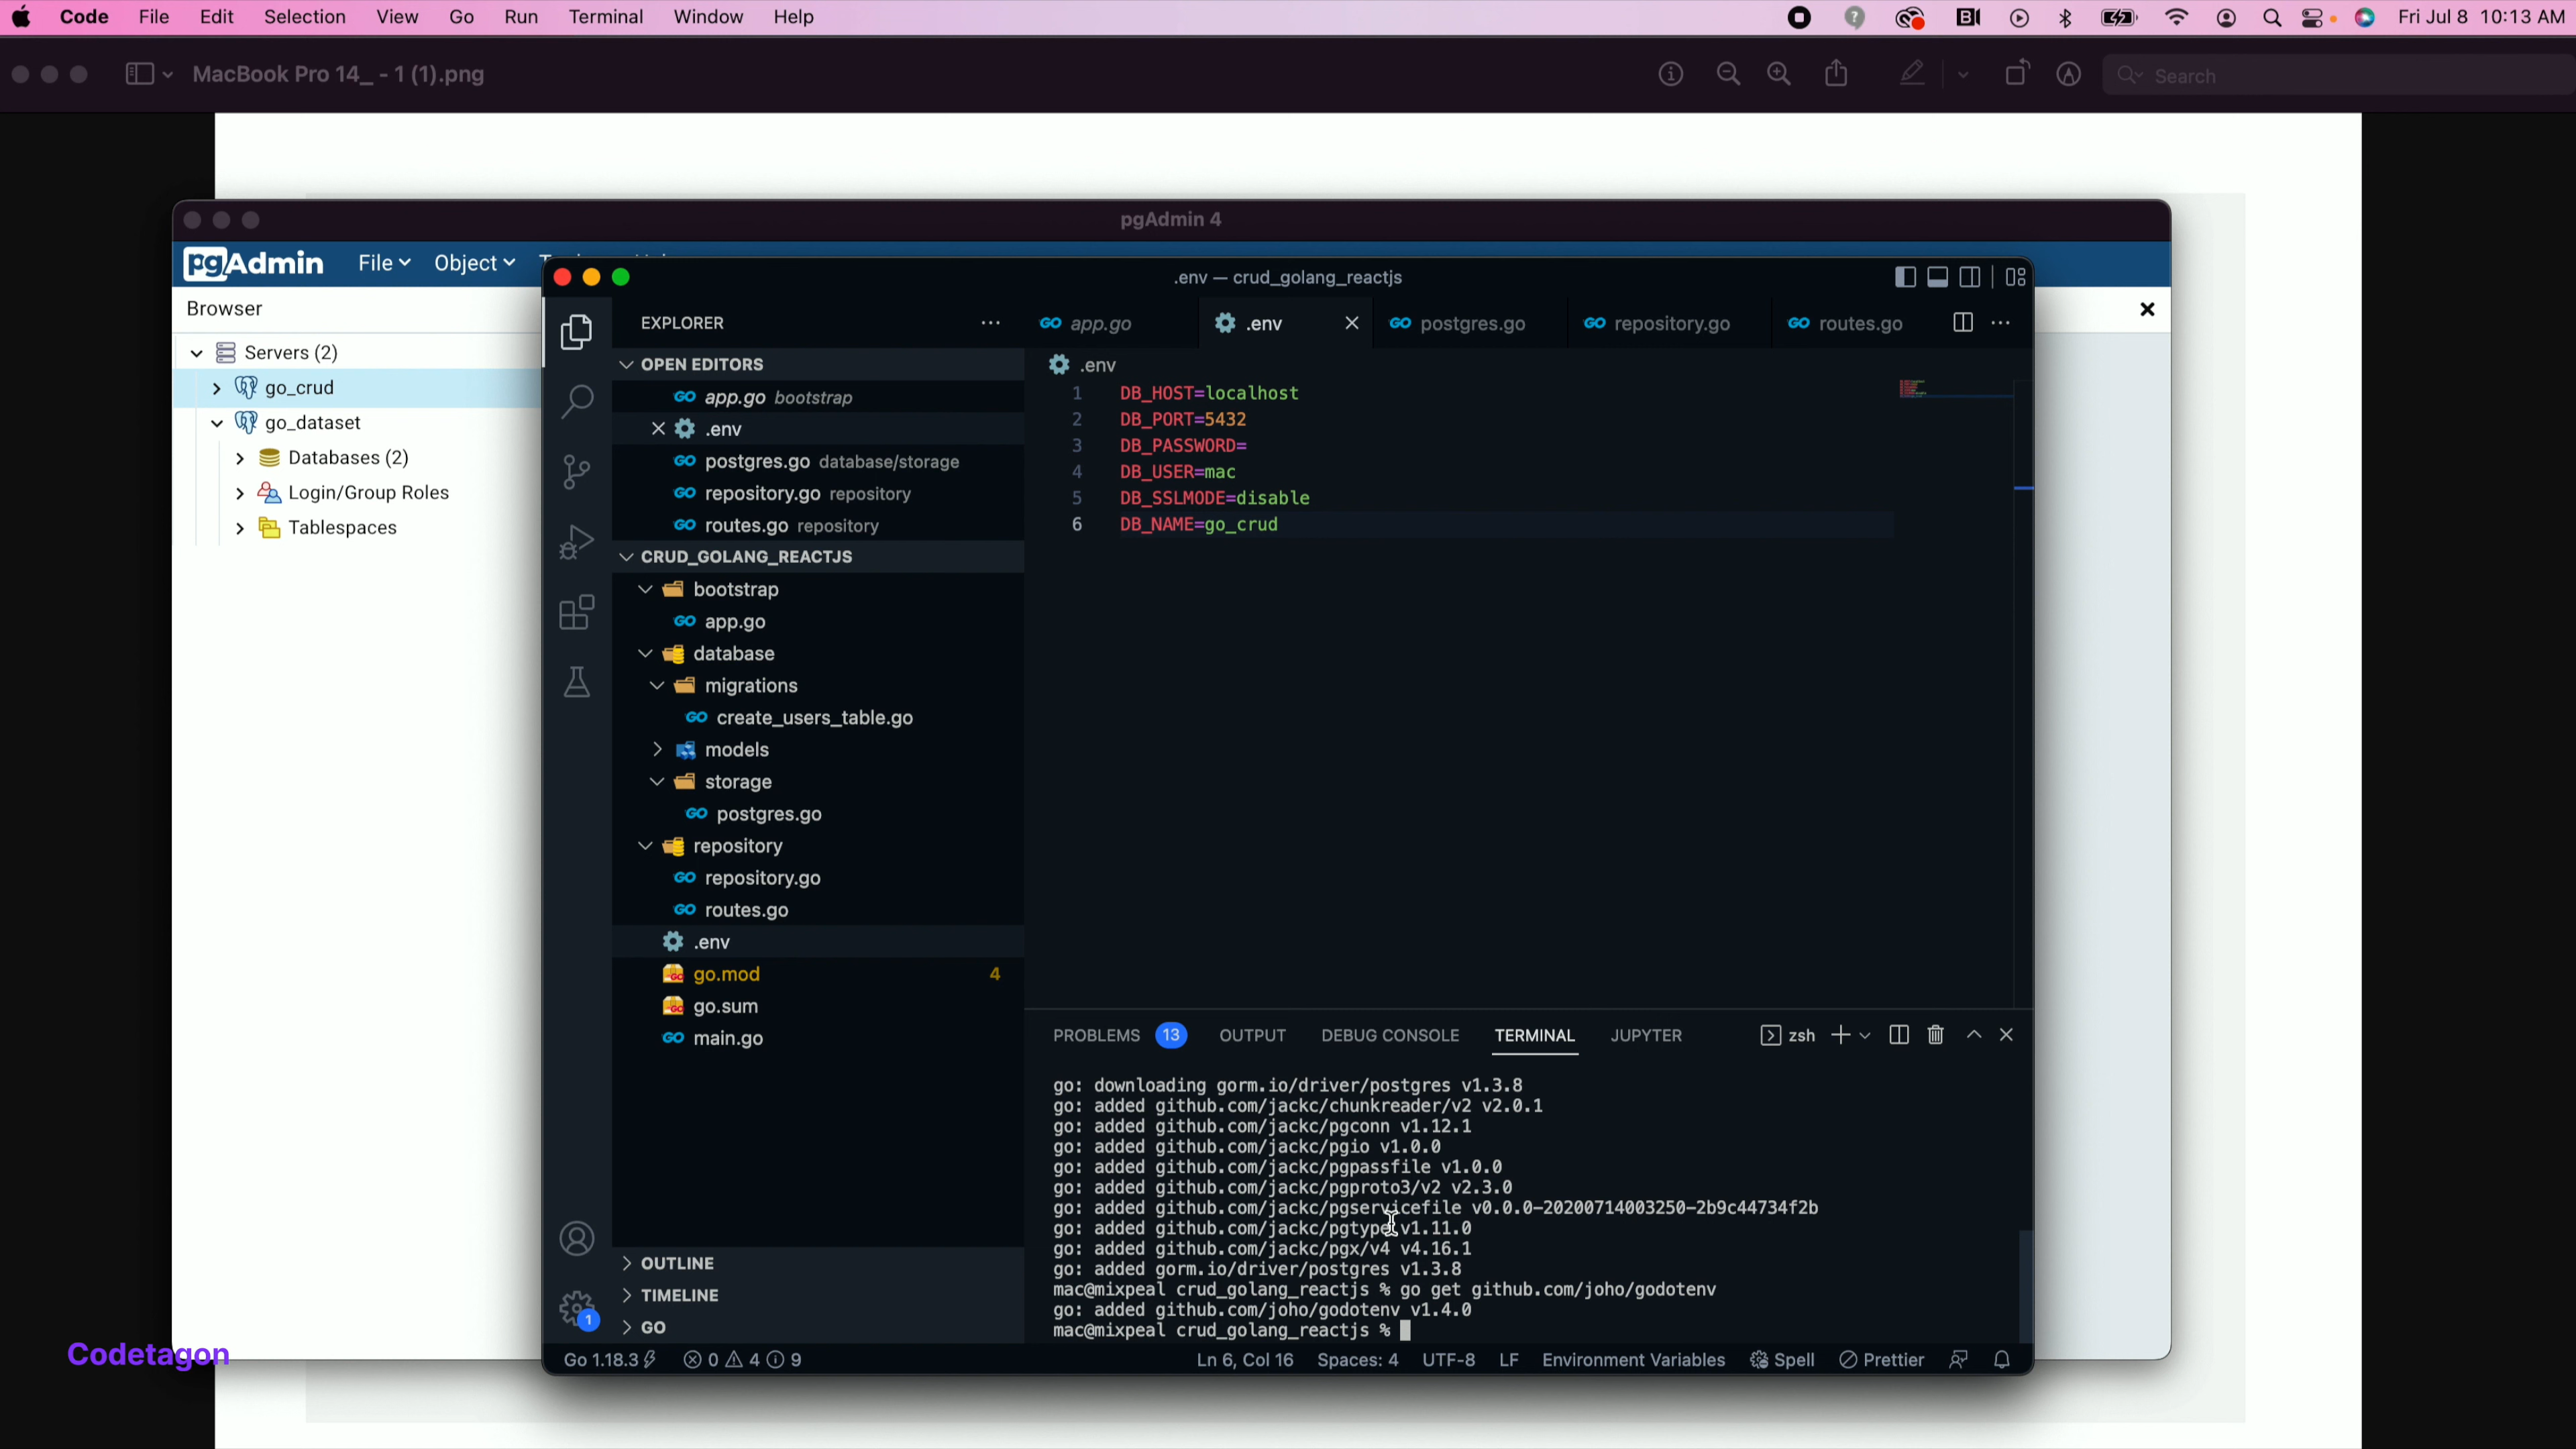 Code File Edit Selection View Go Run Terminal Window Help
Fri Jul 8 10:13 AM
MacBook Pro 14_ - 1 (1).png
Search
pgAdmin 4
pgAdmin File Object
Browser
Servers (2)
go_crud
go_dataset
Databases (2)
Login/Group Roles
Tablespaces
.env — crud_golang_reactjs
EXPLORER
OPEN EDITORS
app.go bootstrap
.env
postgres.go database/storage
repository.go repository
routes.go repository
CRUD_GOLANG_REACTJS
bootstrap
app.go
database
migrations
create_users_table.go
models
storage
postgres.go
repository
repository.go
routes.go
.env
go.mod 4
go.sum
main.go
OUTLINE
TIMELINE
GO
1
app.go .env postgres.go repository.go routes.go
.env
1 DB_HOST=localhost
2 DB_PORT=5432
3 DB_PASSWORD=
4 DB_USER=mac
5 DB_SSLMODE=disable
6 DB_NAME=go_crud
PROBLEMS 13 OUTPUT DEBUG CONSOLE TERMINAL JUPYTER zsh
go: downloading gorm.io/driver/postgres v1.3.8
go: added github.com/jackc/chunkreader/v2 v2.0.1
go: added github.com/jackc/pgconn v1.12.1
go: added github.com/jackc/pgio v1.0.0
go: added github.com/jackc/pgpassfile v1.0.0
go: added github.com/jackc/pgproto3/v2 v2.3.0
go: added github.com/jackc/pgservicefile v0.0.0-20200714003250-2b9c44734f2b
go: added github.com/jackc/pgtype v1.11.0
go: added github.com/jackc/pgx/v4 v4.16.1
go: added gorm.io/driver/postgres v1.3.8
mac@mixpeal crud_golang_reactjs % go get github.com/joho/godotenv
go: added github.com/joho/godotenv v1.4.0
mac@mixpeal crud_golang_reactjs %
Go 1.18.3 0 4 9 Ln 6, Col 16 Spaces: 4 UTF-8 LF Environment Variables Spell Prettier
Codetagon